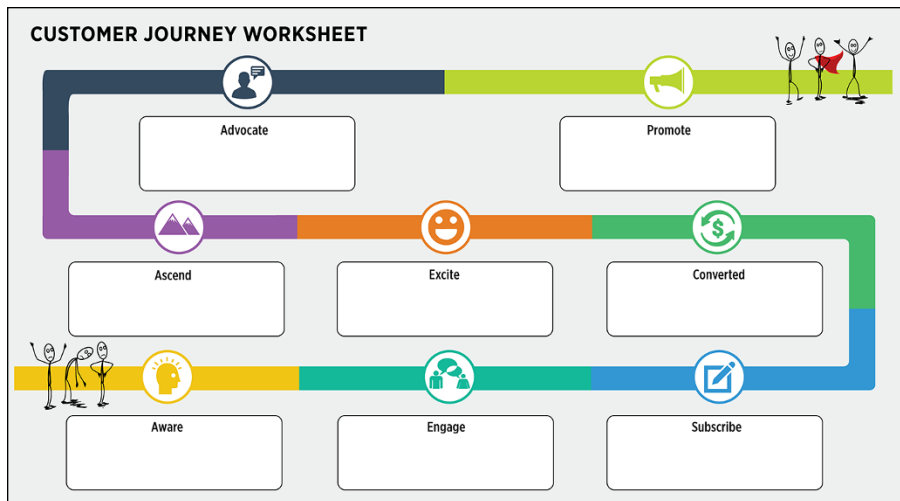 CUSTOMER JOURNEY WORKSHEET
Advocate
Promote
Ascend
Excite
$
Converted
Aware
Engage
Subscribe